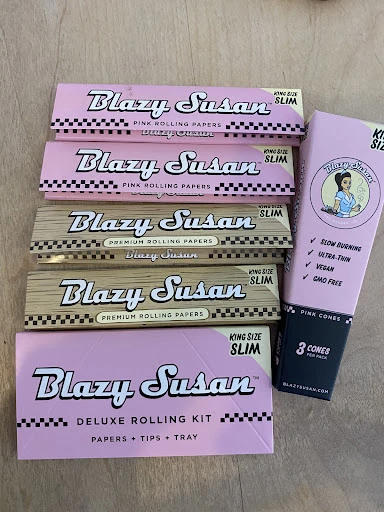 Blazy Susan™
PINK ROLLING PAPERS
KING SIZE
SLIM
Blazy Susan
Blazy Susan™
PINK ROLLING PAPERS
KING SIZE
SLIM
Blazy Susan
PREMIUM ROLLING PAPERS
KING SIZE
SLIM
Blazy Susan
Blazy Susan
PREMIUM ROLLING PAPERS
KING SIZE
SLIM
Blazy Susan™
DELUXE ROLLING KIT
PAPERS + TIPS + TRAY
KING SIZE
SLIM
KING
SIZE
Blazy Susan
✓ SLOW BURNING
✓ ULTRA-THIN
✓ VEGAN
✓ GMO FREE
PINK CONES
3 CONES
PER PACK
BLAZYSUSAN.COM